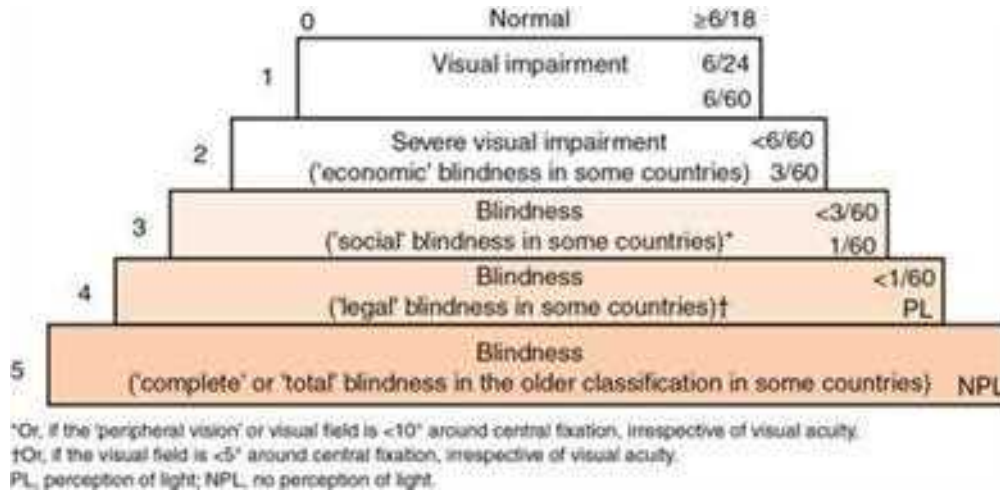 0 Normal ≥6/18
1 Visual impairment 6/24
6/60
2 Severe visual impairment <6/60
('economic' blindness in some countries) 3/60
3 Blindness <3/60
('social' blindness in some countries)* 1/60
4 Blindness <1/60
('legal' blindness in some countries)† PL
5 Blindness
('complete' or 'total' blindness in the older classification in some countries) NPL
*Or, if the 'peripheral vision' or visual field is <10° around central fixation, irrespective of visual acuity.
†Or, if the visual field is <5° around central fixation, irrespective of visual acuity.
PL, perception of light; NPL, no perception of light.